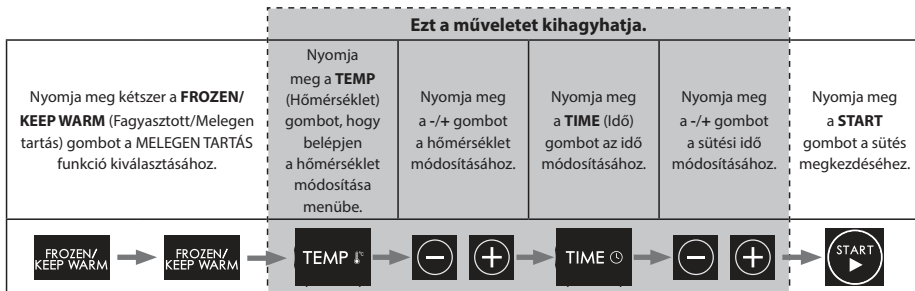 Ezt a műveletet kihagyhatja.
Nyomja meg kétszer a FROZEN/
KEEP WARM (Fagyasztott/Melegen
tartás) gombot a MELEGEN TARTÁS
funkció kiválasztásához.
Nyomja
meg a TEMP
(Hőmérséklet)
gombot, hogy
belépjen
a hőmérséklet
módosítása
menübe.
Nyomja meg
a -/+ gombot
a hőmérséklet
módosításához.
Nyomja meg
a TIME (Idő)
gombot az idő
módosításához.
Nyomja meg
a -/+ gombot
a sütési idő
módosításához.
Nyomja meg
a START
gombot a sütés
megkezdéséhez.
FROZEN/
KEEP WARM
FROZEN/
KEEP WARM
TEMP °C
− +
TIME
− +
START